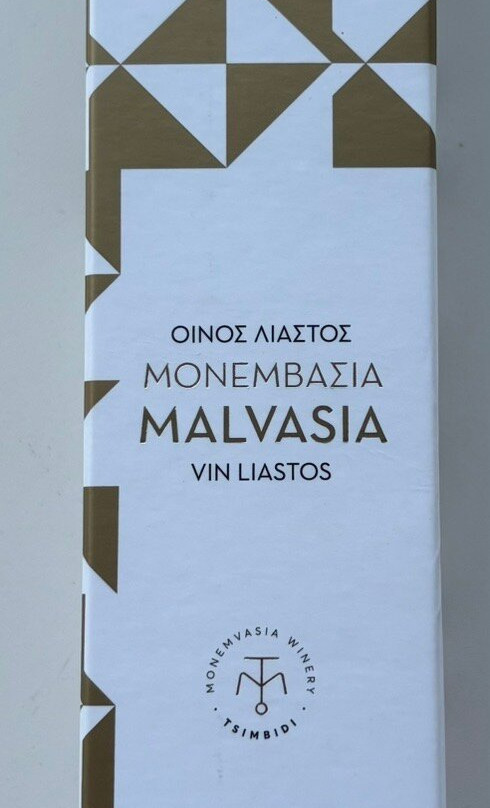 ΟΙΝΟΣ ΛΙΑΣΤΟΣ
ΜΟΝΕΜΒΑΣΙΑ
MALVASIA
VIN LIASTOS
MONEMVASIA WINERY
TSIMBIDI